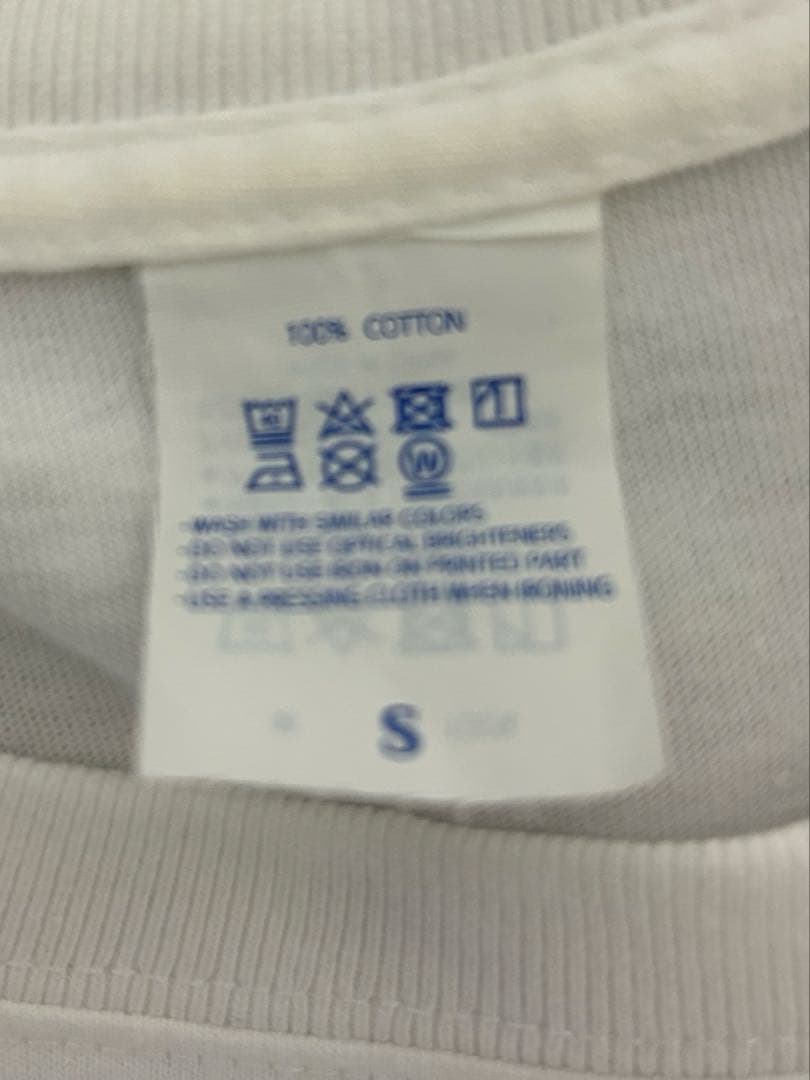 100% COTTON
W
-WASH WITH SIMILAR COLORS
-DO NOT USE OPTICAL BRIGHTENERS
-DO NOT USE IRON ON PRINTED PART
-USE A PRESSING CLOTH WHEN IRONING
S